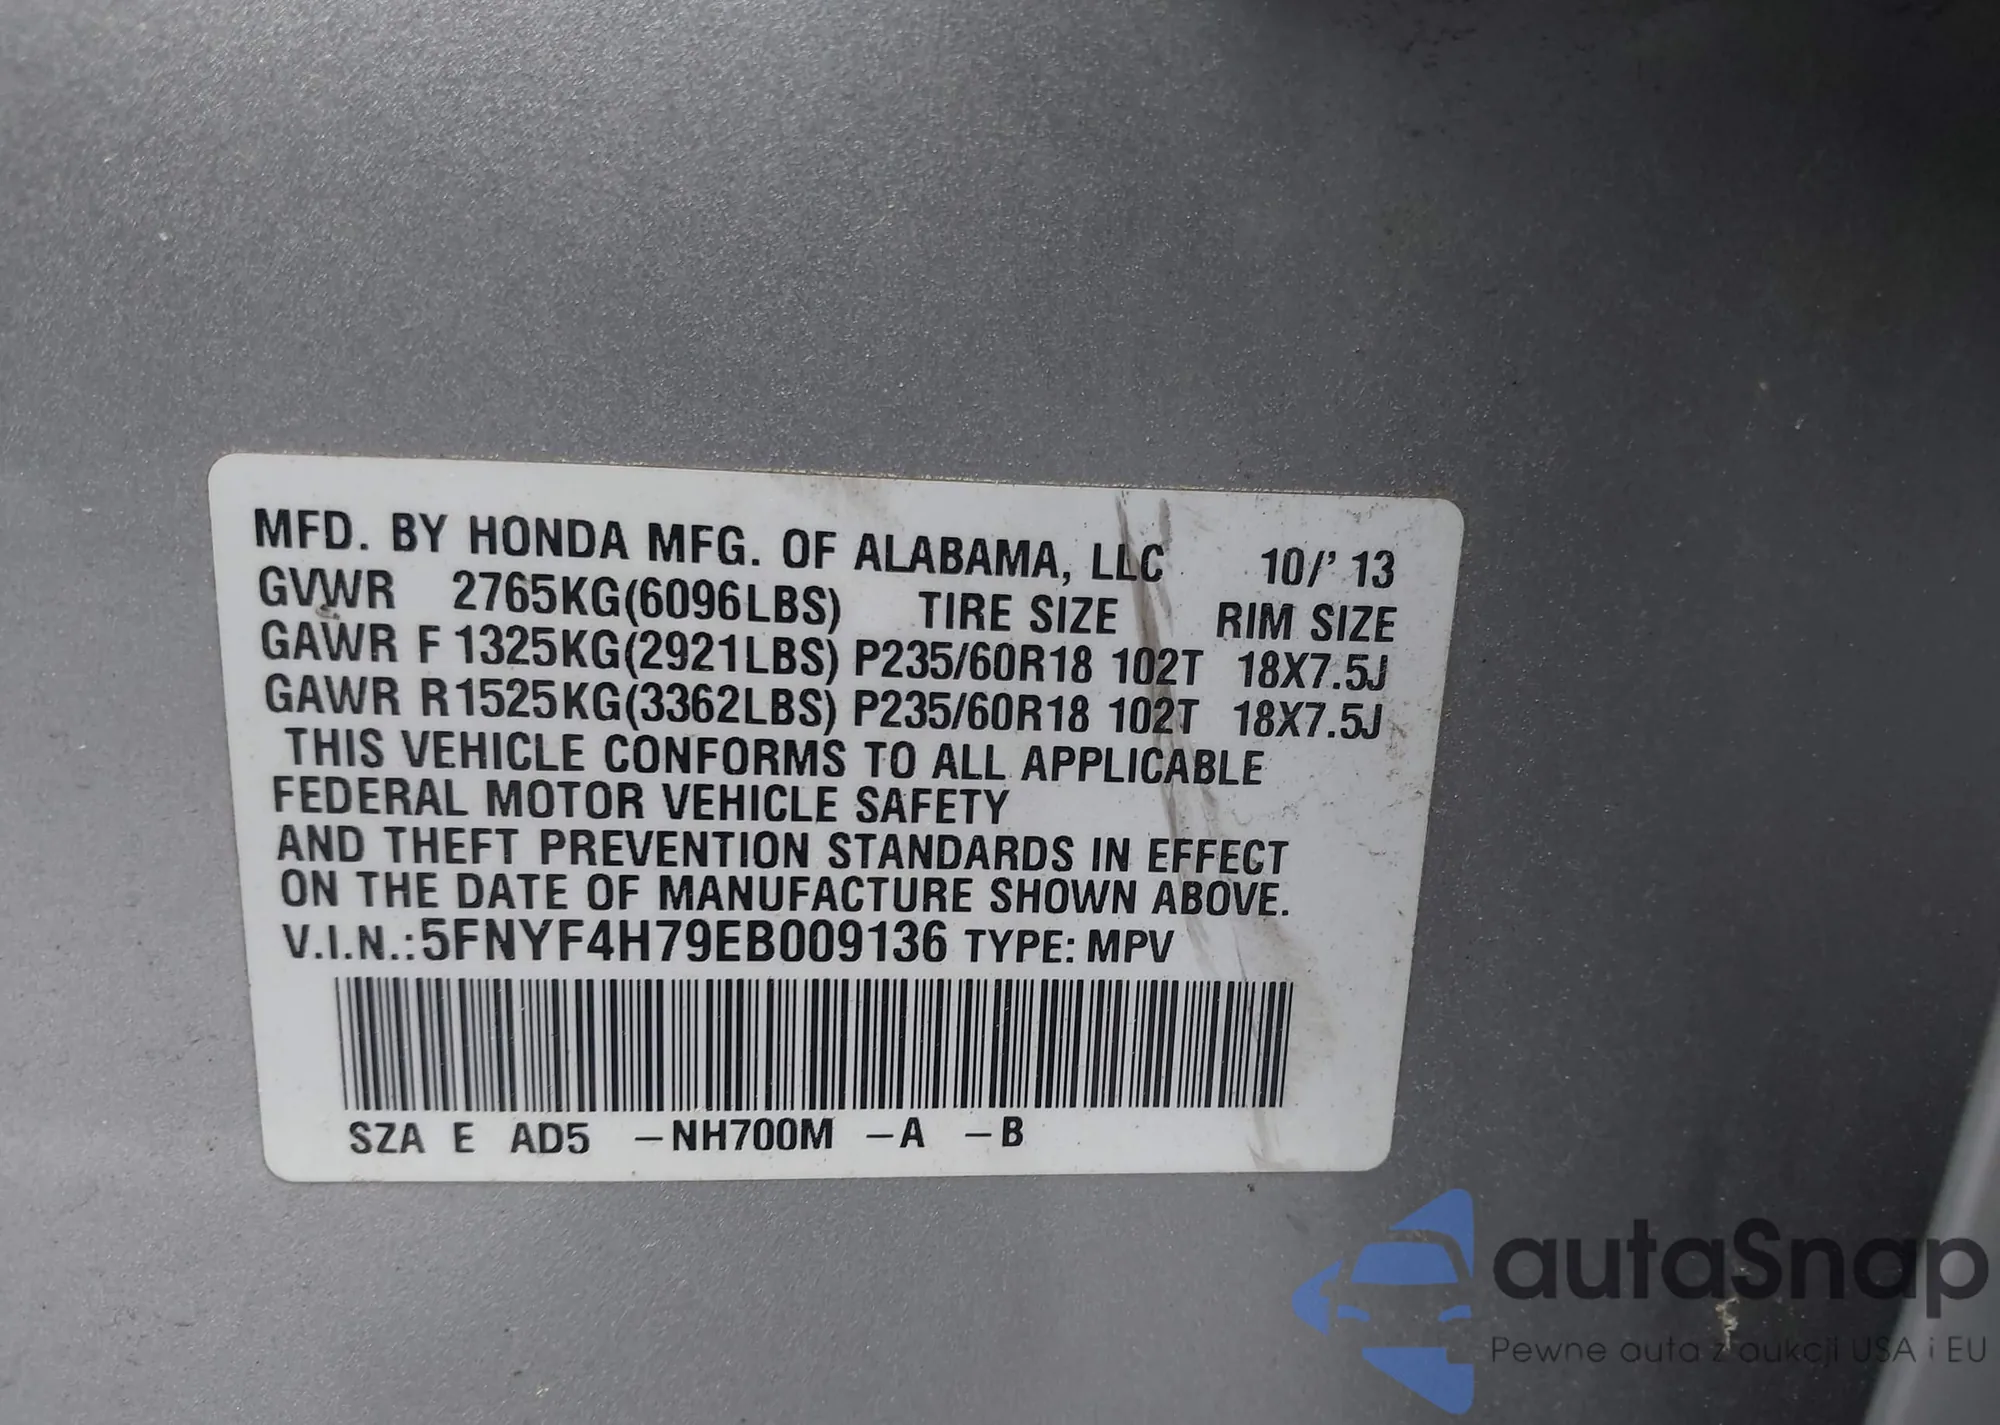 MFD. BY HONDA MFG. OF ALABAMA, LLC 10/' 13
GVWR 2765KG(6096LBS) TIRE SIZE RIM SIZE
GAWR F 1325KG(2921LBS) P235/60R18 102T 18X7.5J
GAWR R1525KG(3362LBS) P235/60R18 102T 18X7.5J
THIS VEHICLE CONFORMS TO ALL APPLICABLE
FEDERAL MOTOR VEHICLE SAFETY
AND THEFT PREVENTION STANDARDS IN EFFECT
ON THE DATE OF MANUFACTURE SHOWN ABOVE.
V.I.N.:5FNYF4H79EB009136 TYPE: MPV
SZA E AD5 -NH700M -A -B
autaSnap
Pewne auta z aukcji USA i EU